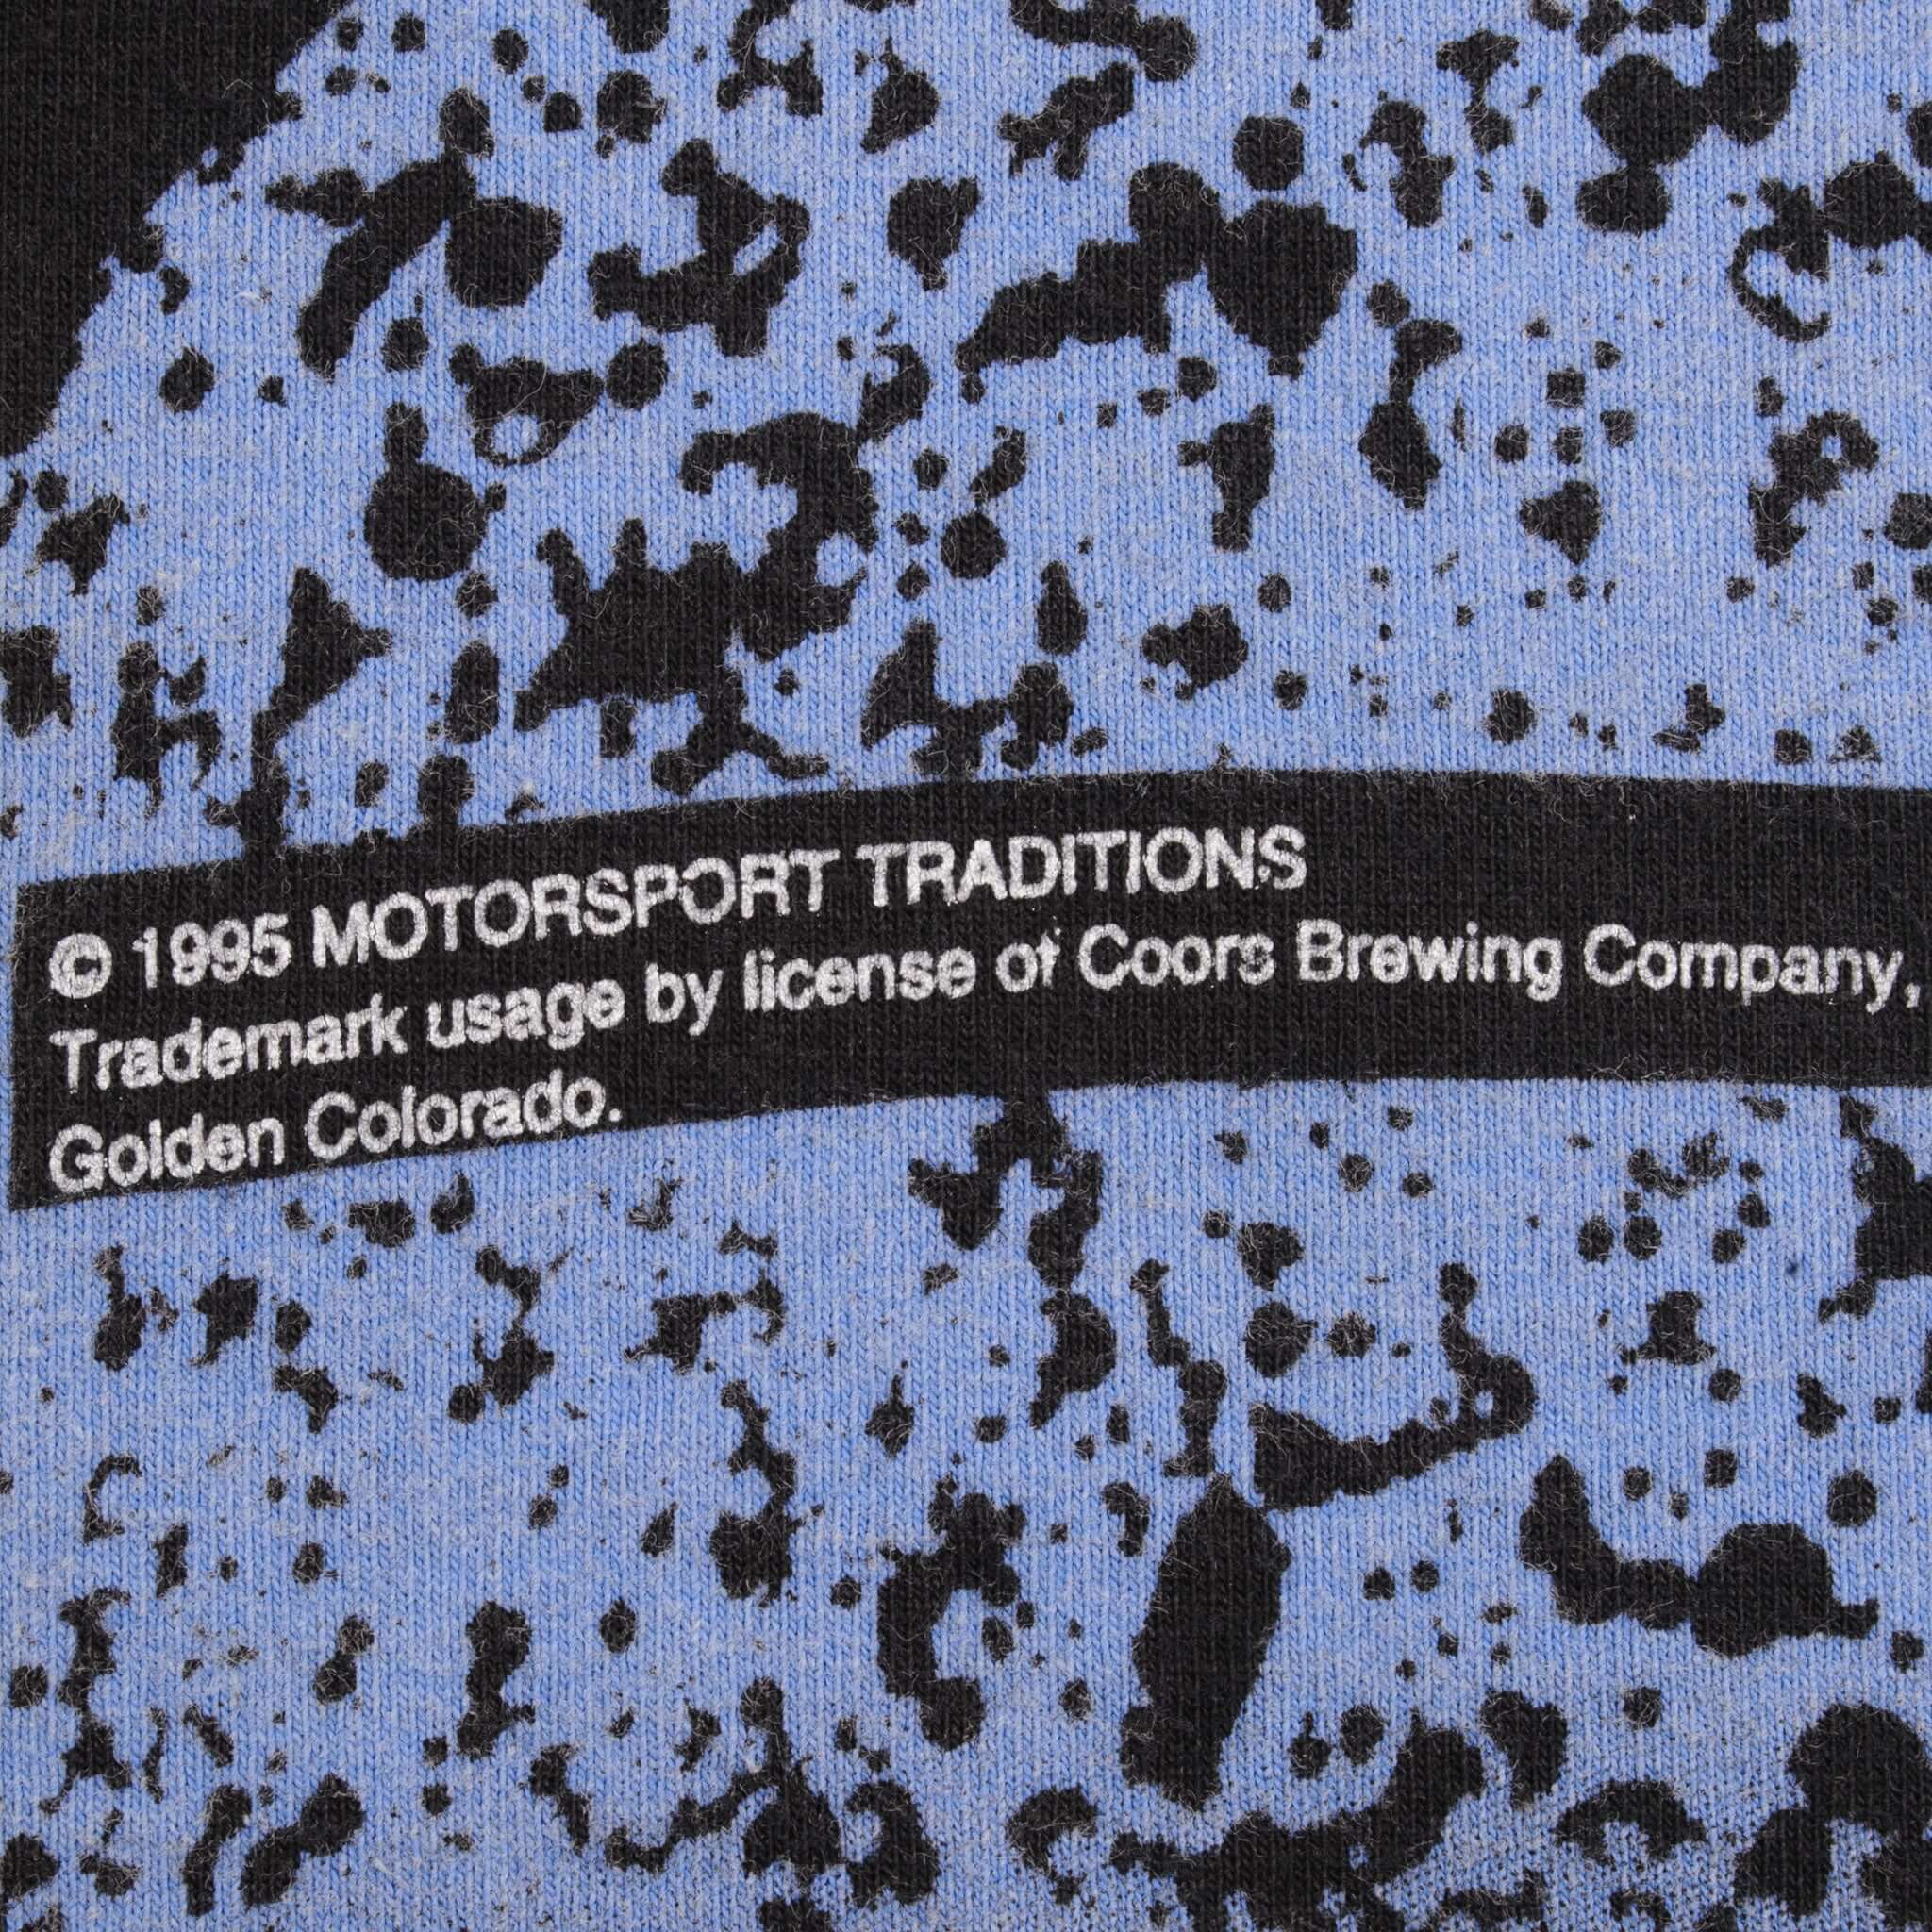 © 1995 MOTORSPORT TRADITIONS
Trademark usage by license of Coors Brewing Company,
Golden Colorado.